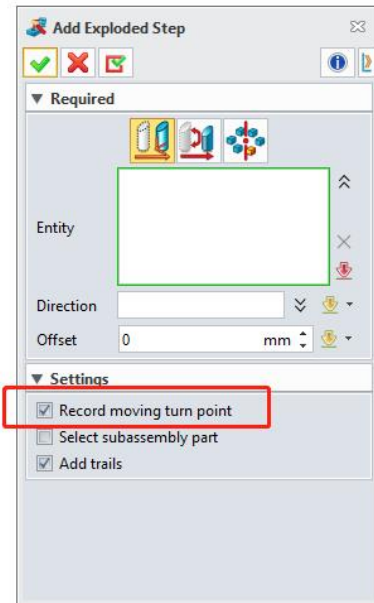 Add Exploded Step
▼ Required
Entity
Direction
Offset 0 mm
▼ Settings
Record moving turn point
Select subassembly part
Add trails